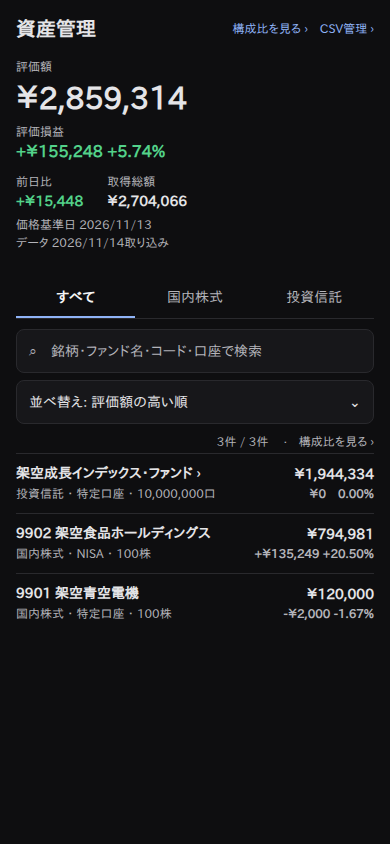 資産管理
構成比を見る ›　CSV管理 ›
評価額
¥2,859,314
評価損益
+¥155,248 +5.74%
前日比　取得総額
+¥15,448　¥2,704,066
価格基準日 2026/11/13
データ 2026/11/14取り込み
すべて　国内株式　投資信託
銘柄・ファンド名・コード・口座で検索
並べ替え: 評価額の高い順
3件 / 3件　·　構成比を見る ›
架空成長インデックス・ファンド ›　¥1,944,334
投資信託・特定口座・10,000,000口　¥0　0.00%
9902 架空食品ホールディングス　¥794,981
国内株式・NISA・100株　+¥135,249 +20.50%
9901 架空青空電機　¥120,000
国内株式・特定口座・100株　-¥2,000 -1.67%